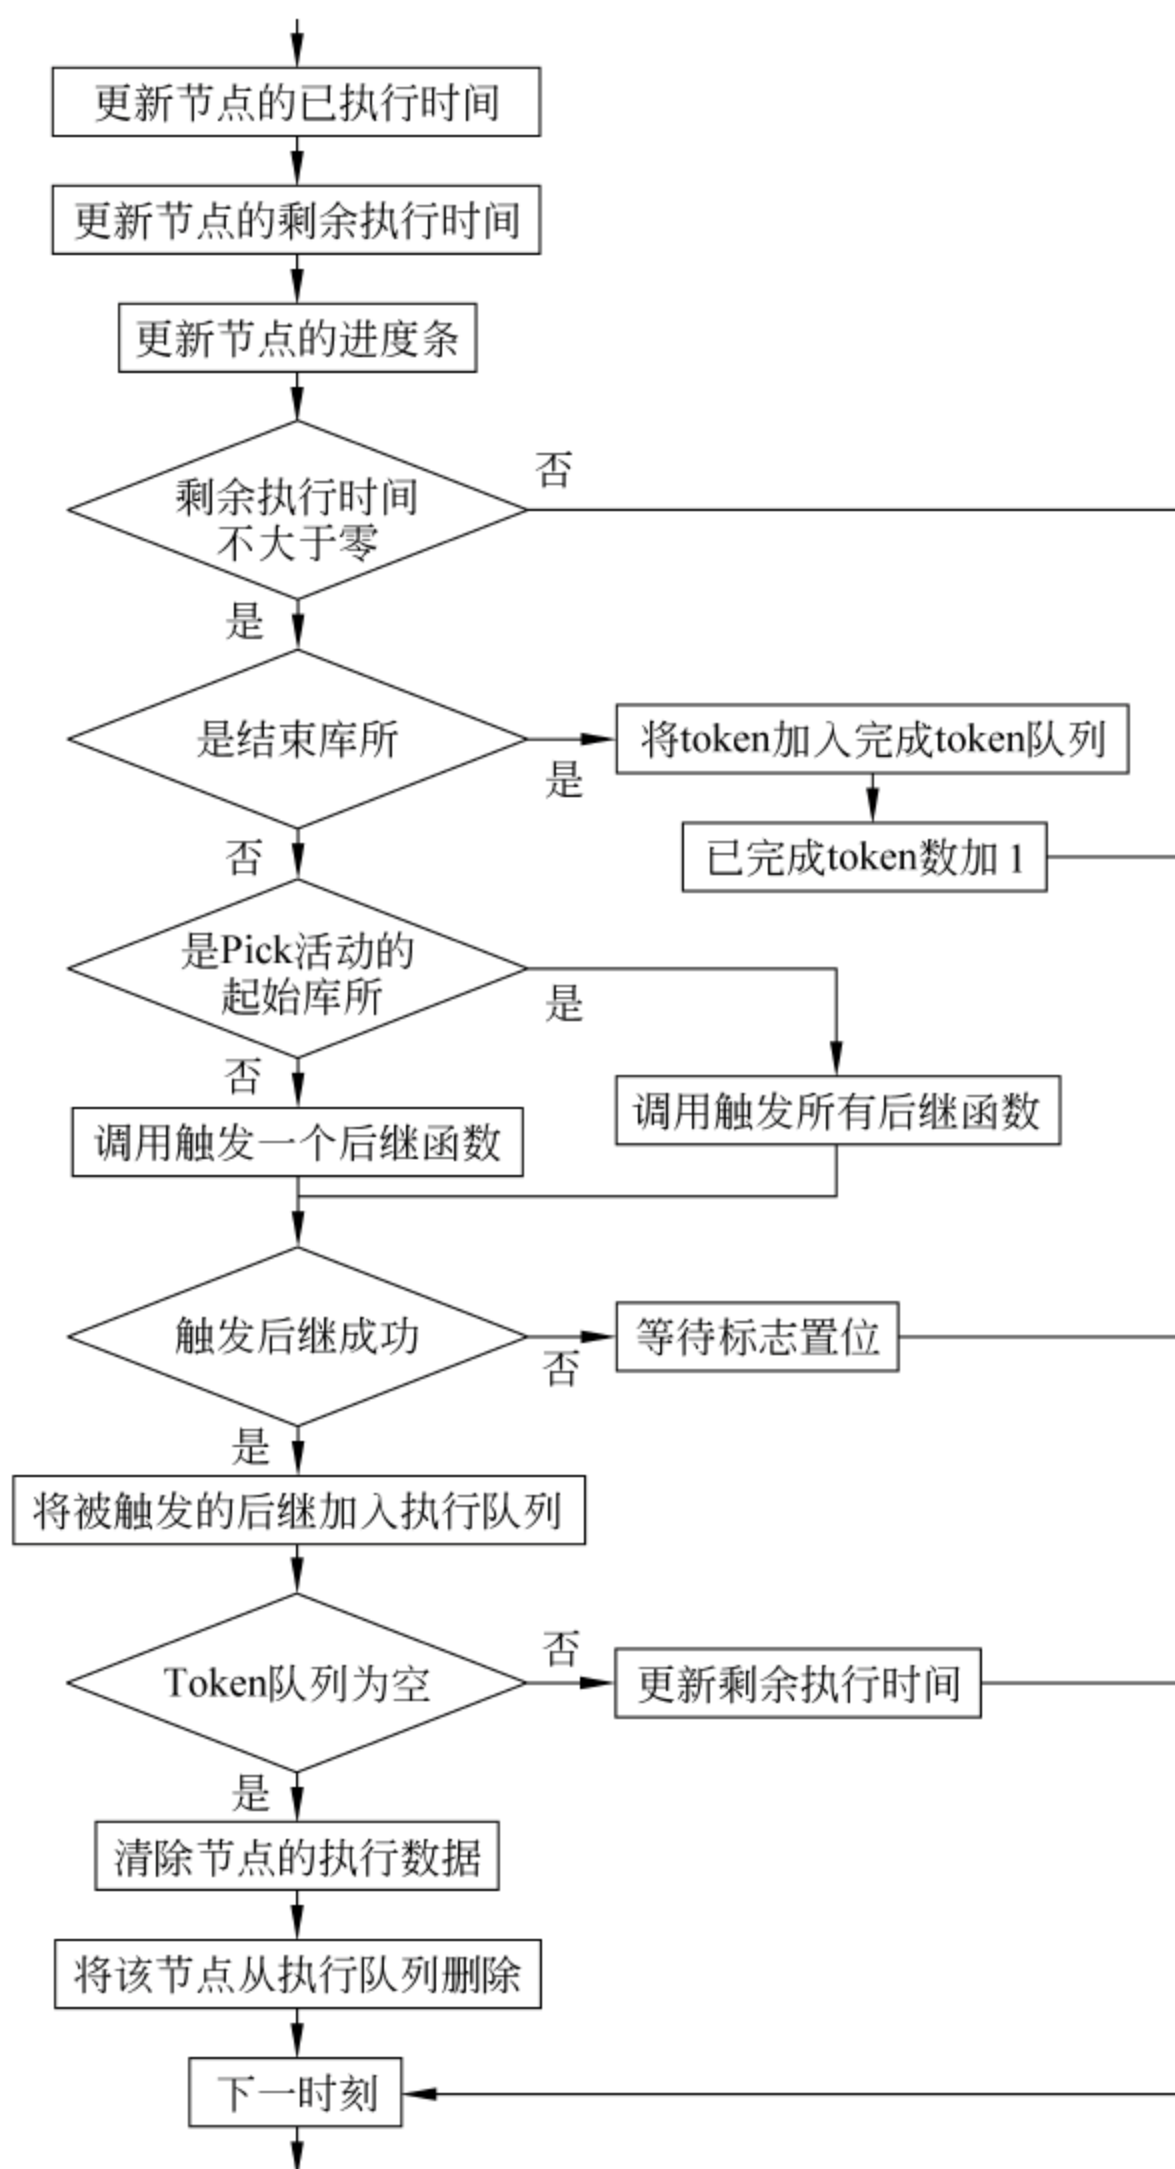 更新节点的已执行时间
更新节点的剩余执行时间
更新节点的进度条
否
剩余执行时间
不大于零
是
是结束库所
是
将token加入完成token队列
否
已完成token数加1
是Pick活动的
起始库所
是
否
调用触发所有后继函数
调用触发一个后继函数
触发后继成功
否
等待标志置位
是
将被触发的后继加入执行队列
否
Token队列为空
更新剩余执行时间
是
清除节点的执行数据
将该节点从执行队列删除
下一时刻